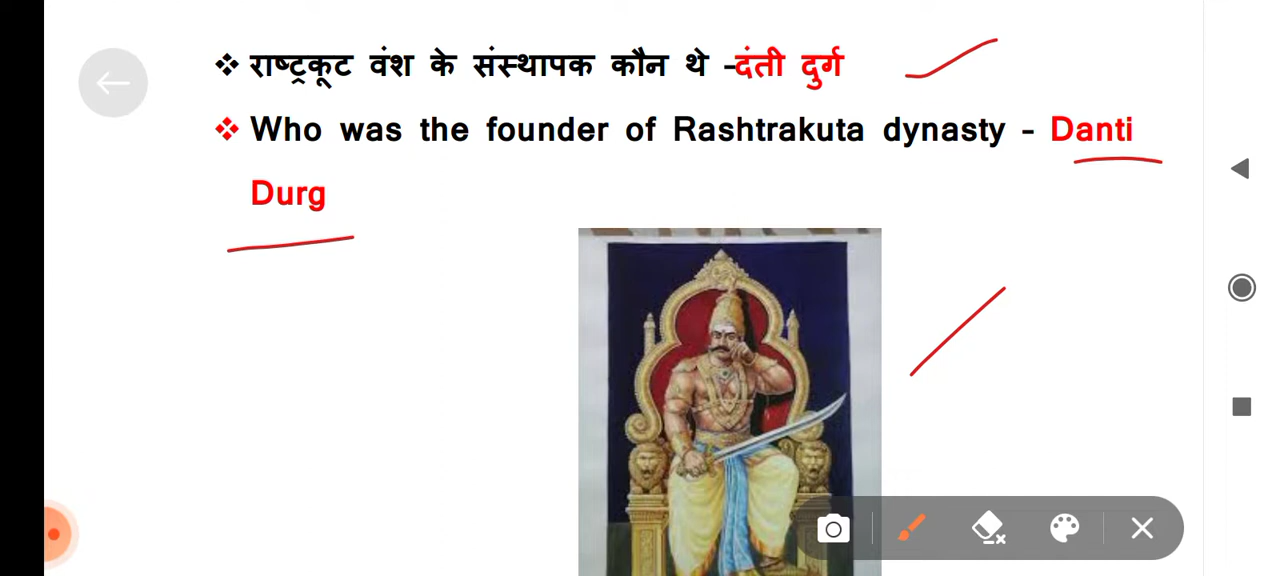 राष्ट्रकूट वंश के संस्थापक कौन थे -दंती दुर्ग
Who was the founder of Rashtrakuta dynasty - Danti
Durg